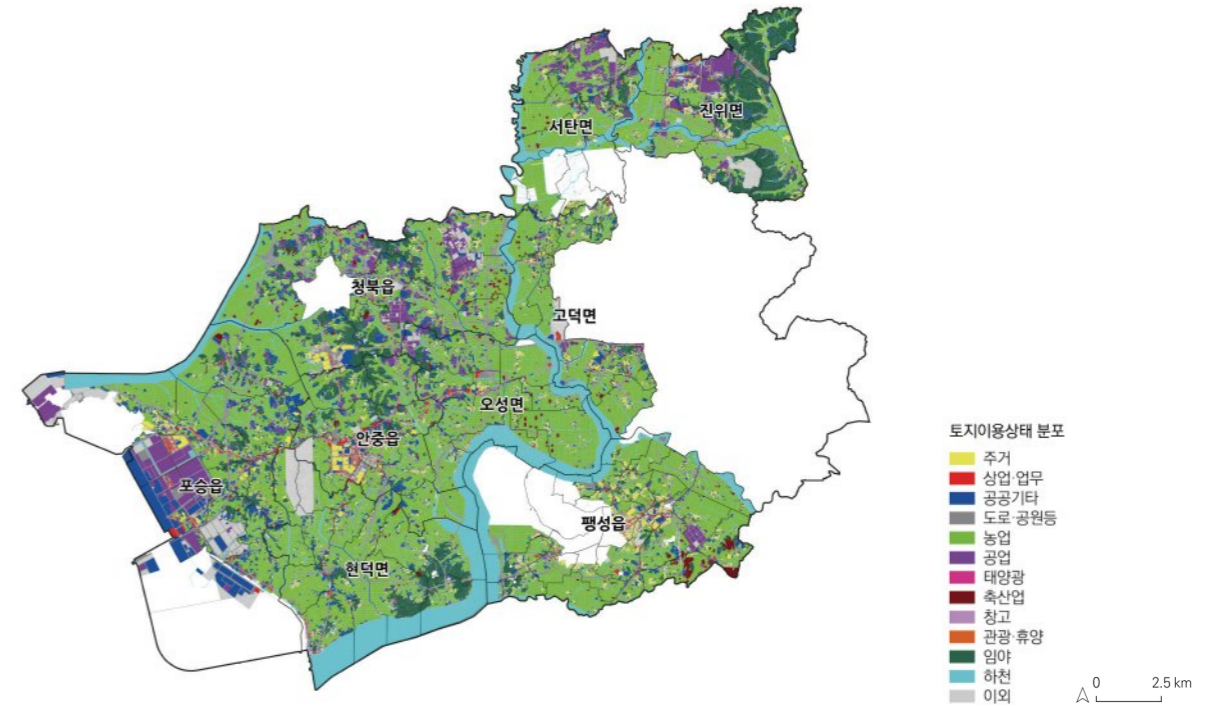 진위면
서탄면
청북읍
고덕면
오성면
안중읍
포승읍
팽성읍
현덕면
토지이용상태 분포
주거
상업·업무
공공기타
도로·공원등
농업
공업
태양광
축산업
창고
관광·휴양
임야
하천
이외
0 2.5 km